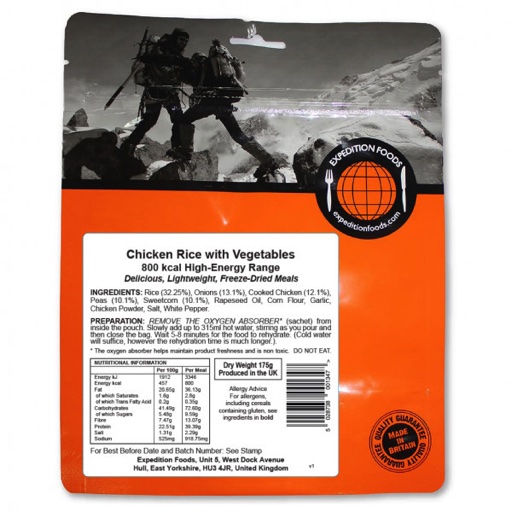 EXPEDITION FOODS
expeditionfoods.com
Chicken Rice with Vegetables
800 kcal High-Energy Range
Delicious, Lightweight, Freeze-Dried Meals
INGREDIENTS: Rice (32.25%), Onions (13.1%), Cooked Chicken (12.1%),
Peas (10.1%), Sweetcorn (10.1%), Rapeseed Oil, Corn Flour, Garlic,
Chicken Powder, Salt, White Pepper.
PREPARATION: REMOVE THE OXYGEN ABSORBER* (sachet) from
inside the pouch. Slowly add up to 315ml hot water, stirring as you pour and
then close the bag. Wait 5-8 minutes for the food to rehydrate. (Cold water
will suffice, however the rehydration time is much longer.).
* The oxygen absorber helps maintain product freshness and is non toxic. DO NOT EAT.
NUTRITIONAL INFORMATION
Per 100g Per Meal
Energy kJ 1912 3346
Energy kcal 457 800
Fat 20.65g 36.13g
of which Saturates 1.6g 2.8g
of which Trans Fatty Acid 0.2g 0.35g
Carbohydrates 41.49g 72.60g
of which Sugars 5.48g 9.59g
Fibre 7.47g 13.07g
Protein 22.51g 39.39g
Salt 1.31g 2.29g
Sodium 525mg 918.75mg
Dry Weight 175g
Produced in the UK
Allergy Advice
For allergens,
including cereals
containing gluten, see
ingredients in bold
5 028738 001347 >
QUALITY GUARANTEE
MADE IN BRITAIN
QUALITY GUARANTEE
For Best Before Date and Batch Number: See Stamp
Expedition Foods, Unit 5, West Dock Avenue
Hull, East Yorkshire, HU3 4JR, United Kingdom
v1